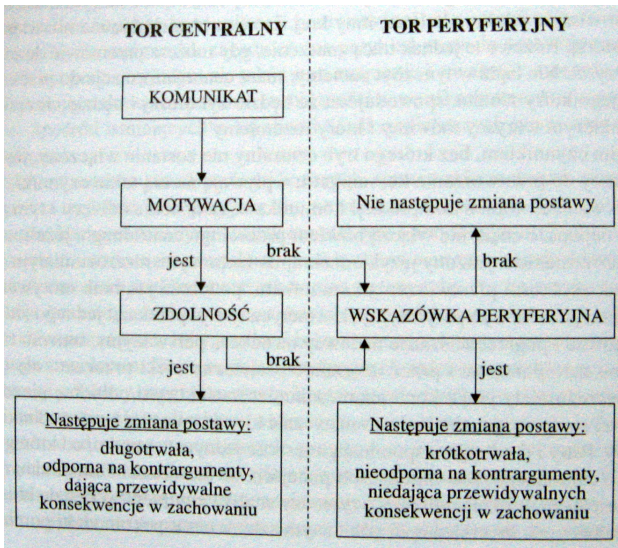 TOR CENTRALNY
TOR PERYFERYJNY
KOMUNIKAT
MOTYWACJA
Nie następuje zmiana postawy
brak
jest
brak
ZDOLNOŚĆ
WSKAZÓWKA PERYFERYJNA
brak
jest
jest
Następuje zmiana postawy:
długotrwała,
odporna na kontrargumenty,
dająca przewidywalne
konsekwencje w zachowaniu
Następuje zmiana postawy:
krótkotrwała,
nieodporna na kontrargumenty,
niedająca przewidywalnych
konsekwencji w zachowaniu